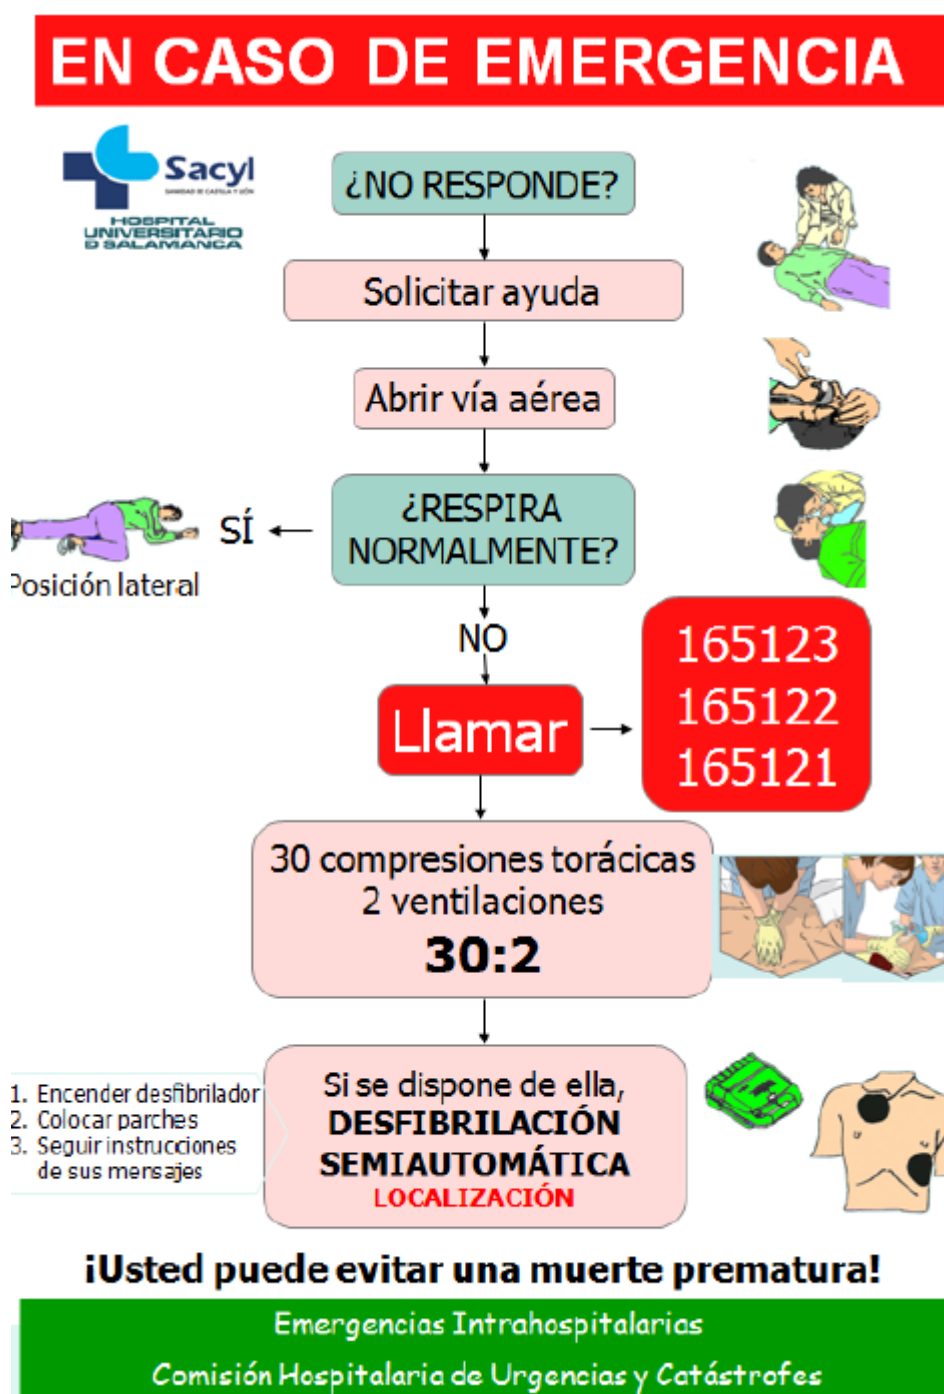 EN CASO DE EMERGENCIA
Sacyl
SANIDAD DE CASTILLA Y LEÓN
HOSPITAL
UNIVERSITARIO
D SALAMANCA
¿NO RESPONDE?
Solicitar ayuda
Abrir vía aérea
¿RESPIRA
NORMALMENTE?
SÍ
Posición lateral
NO
Llamar
165123
165122
165121
30 compresiones torácicas
2 ventilaciones
30:2
1. Encender desfibrilador
2. Colocar parches
3. Seguir instrucciones
de sus mensajes
Si se dispone de ella,
DESFIBRILACIÓN
SEMIAUTOMÁTICA
LOCALIZACIÓN
¡Usted puede evitar una muerte prematura!
Emergencias Intrahospitalarias
Comisión Hospitalaria de Urgencias y Catástrofes